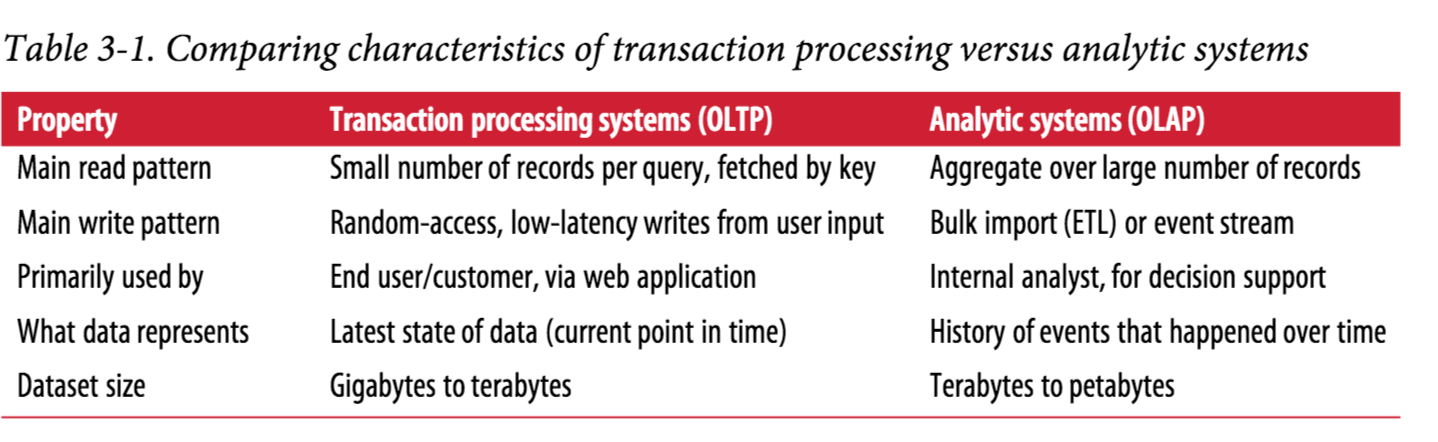 Table 3-1. Comparing characteristics of transaction processing versus analytic systems
Property Transaction processing systems (OLTP) Analytic systems (OLAP)
Main read pattern Small number of records per query, fetched by key Aggregate over large number of records
Main write pattern Random-access, low-latency writes from user input Bulk import (ETL) or event stream
Primarily used by End user/customer, via web application Internal analyst, for decision support
What data represents Latest state of data (current point in time) History of events that happened over time
Dataset size Gigabytes to terabytes Terabytes to petabytes